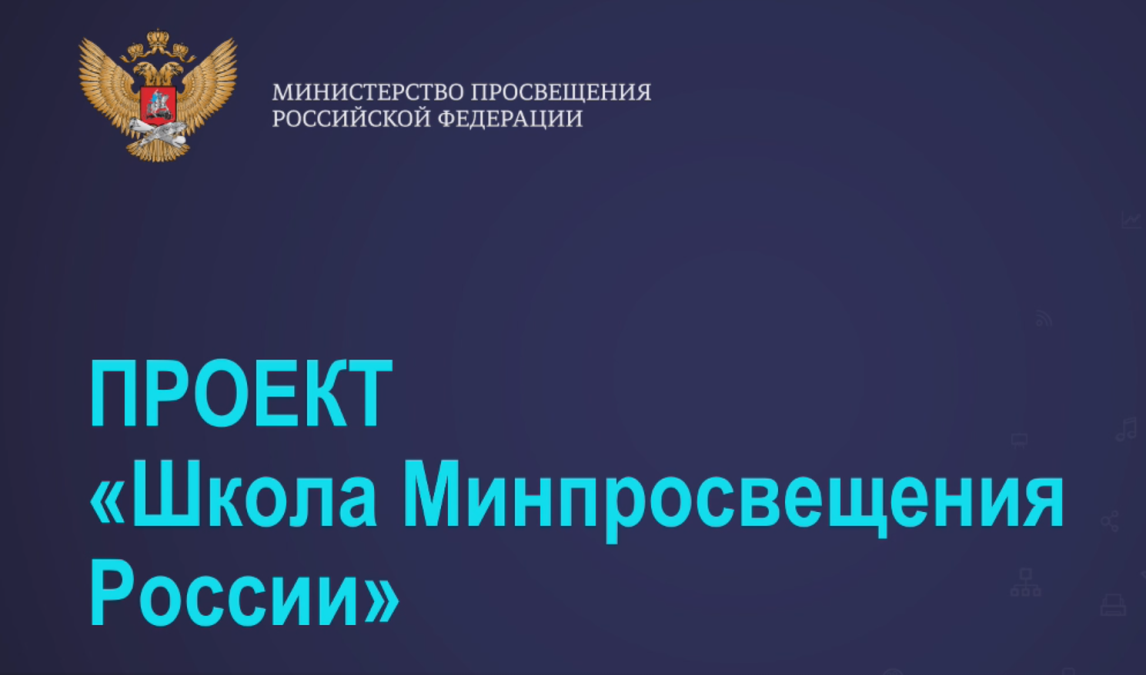 МИНИСТЕРСТВО ПРОСВЕЩЕНИЯ
РОССИЙСКОЙ ФЕДЕРАЦИИ
ПРОЕКТ
«Школа Минпросвещения
России»